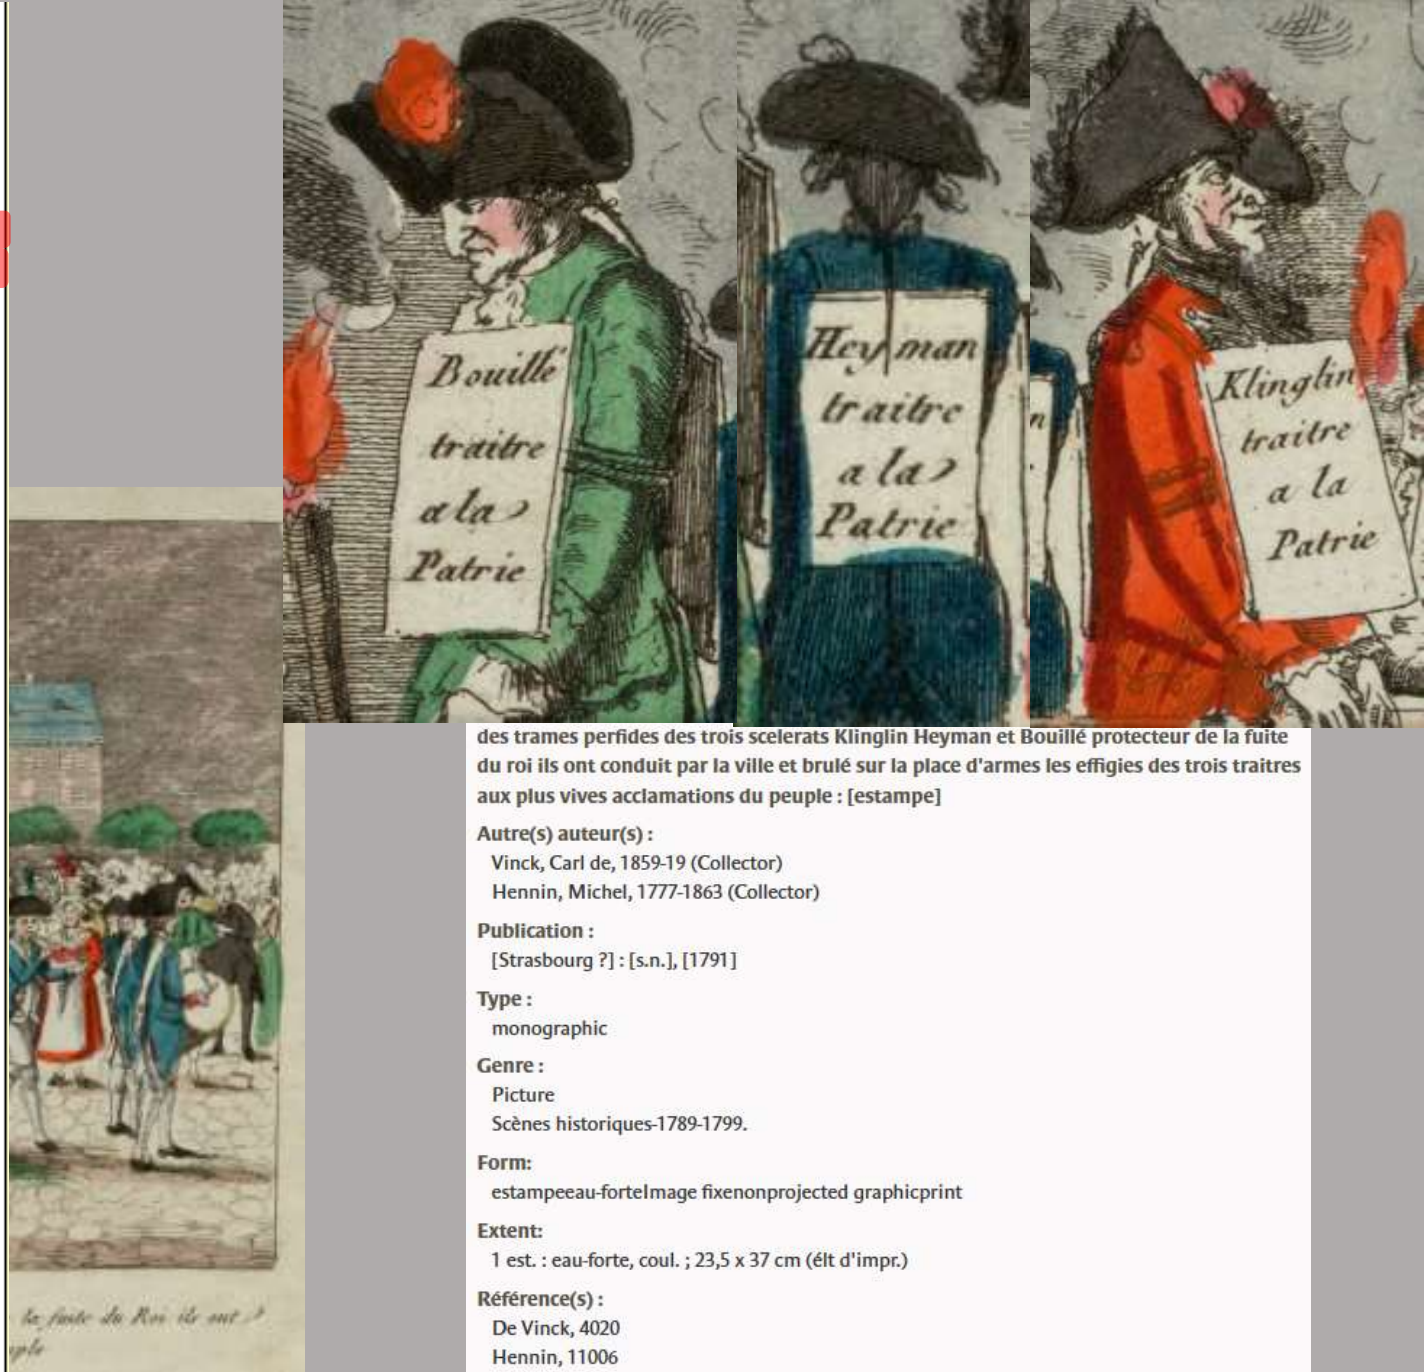 Bouillé
traitre
a la
Patrie
Heyman
traitre
a la
Patrie
Klinglin
traitre
a la
Patrie
n
des trames perfides des trois scelerats Klinglin Heyman et Bouillé protecteur de la fuite
du roi ils ont conduit par la ville et brulé sur la place d'armes les effigies des trois traitres
aux plus vives acclamations du peuple : [estampe]
Autre(s) auteur(s) :
Vinck, Carl de, 1859-19 (Collector)
Hennin, Michel, 1777-1863 (Collector)
Publication :
[Strasbourg ?] : [s.n.], [1791]
Type :
monographic
Genre :
Picture
Scènes historiques-1789-1799.
Form:
estampeeau-forteImage fixenonprojected graphicprint
Extent:
1 est. : eau-forte, coul. ; 23,5 x 37 cm (élt d'impr.)
Référence(s) :
De Vinck, 4020
Hennin, 11006
la fuite du Roi ils ont
ple